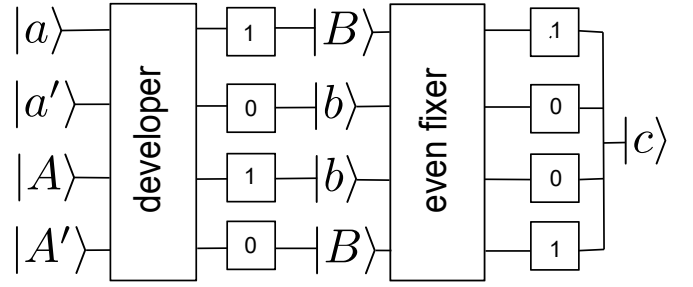 |a⟩ 1 |B⟩ .1
|a′⟩ 0 |b⟩ 0
|c⟩
|A⟩ 1 |b⟩ 0
|A′⟩ 0 |B⟩ 1
developer
even fixer